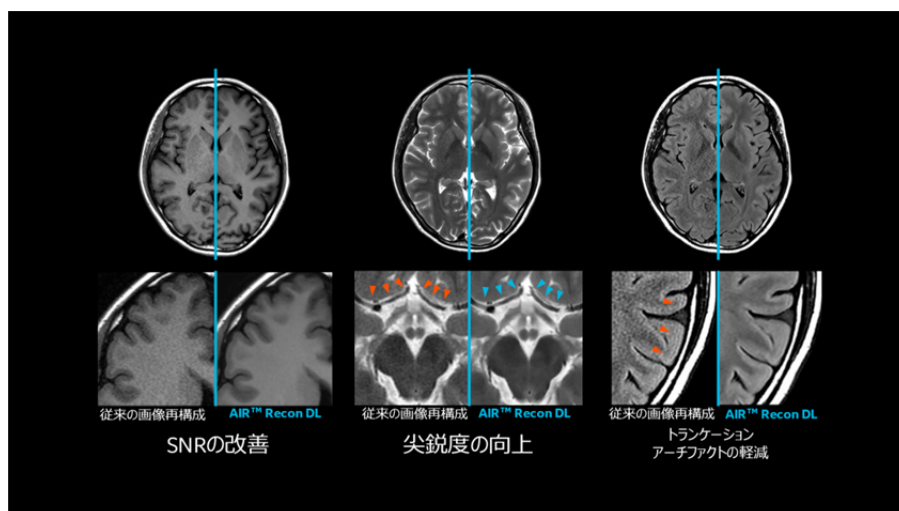 従来の画像再構成 AIR™ Recon DL
SNRの改善
従来の画像再構成 AIR™ Recon DL
尖鋭度の向上
従来の画像再構成 AIR™ Recon DL
トランケーション
アーチファクトの軽減